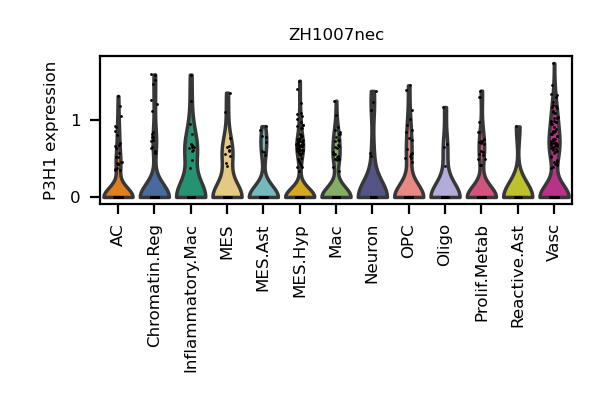 ZH1007nec
P3H1 expression
1
0
AC
Chromatin.Reg
Inflammatory.Mac
MES
MES.Ast
MES.Hyp
Mac
Neuron
OPC
Oligo
Prolif.Metab
Reactive.Ast
Vasc